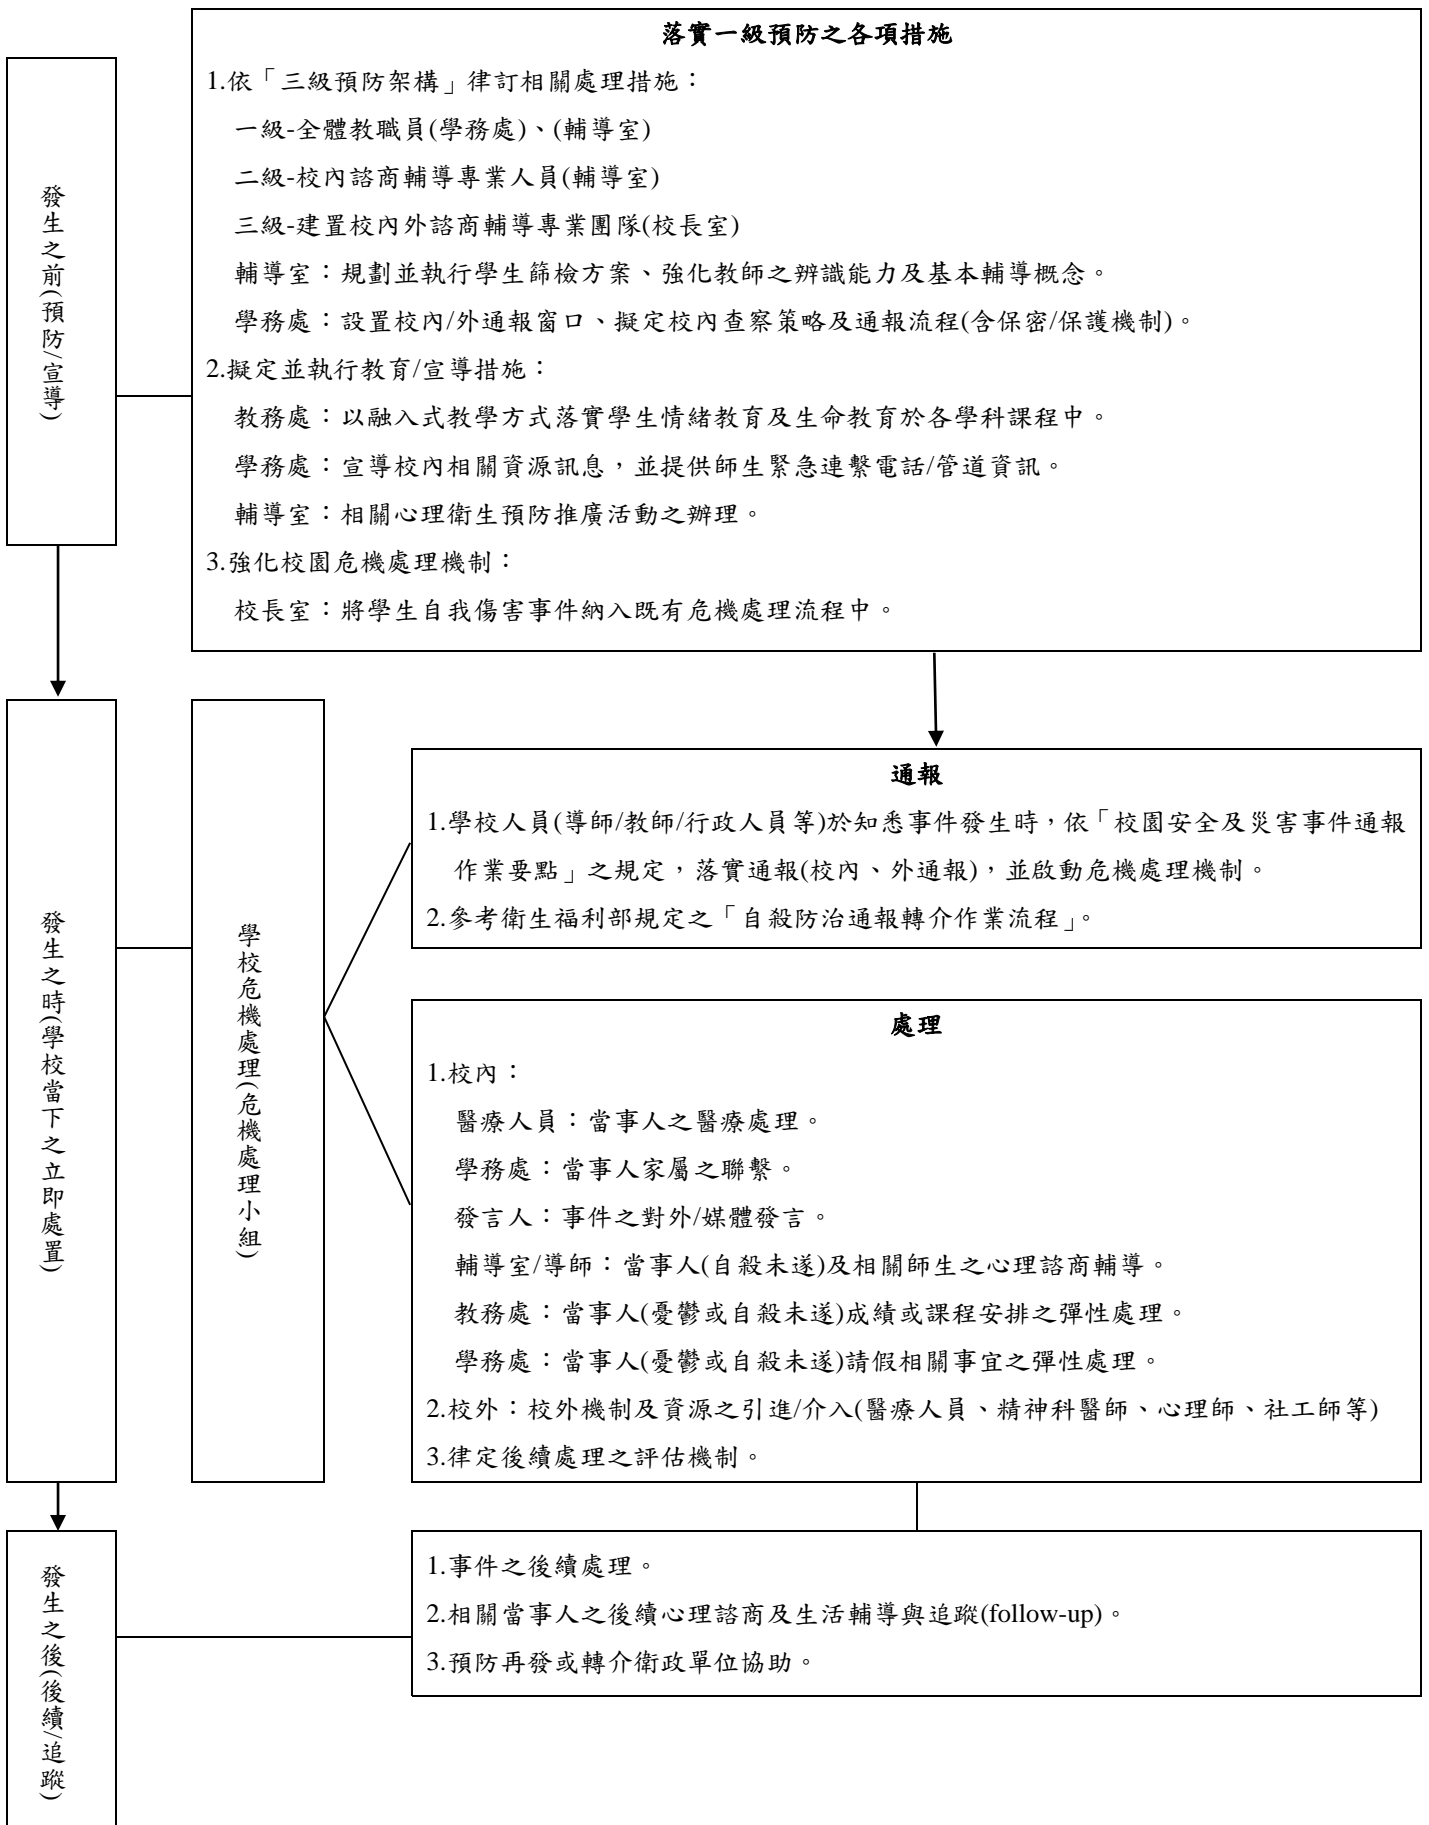 落實一級預防之各項措施
1.依「三級預防架構」律訂相關處理措施：
一級-全體教職員(學務處)、(輔導室)
二級-校內諮商輔導專業人員(輔導室)
三級-建置校內外諮商輔導專業團隊(校長室)
輔導室：規劃並執行學生篩檢方案、強化教師之辨識能力及基本輔導概念。
學務處：設置校內/外通報窗口、擬定校內查察策略及通報流程(含保密/保護機制)。
2.擬定並執行教育/宣導措施：
教務處：以融入式教學方式落實學生情緒教育及生命教育於各學科課程中。
學務處：宣導校內相關資源訊息，並提供師生緊急連繫電話/管道資訊。
輔導室：相關心理衛生預防推廣活動之辦理。
3.強化校園危機處理機制：
校長室：將學生自我傷害事件納入既有危機處理流程中。
發生之前(預防/宣導)
發生之時(學校當下之立即處置)
學校危機處理(危機處理小組)
通報
1.學校人員(導師/教師/行政人員等)於知悉事件發生時，依「校園安全及災害事件通報
作業要點」之規定，落實通報(校內、外通報)，並啟動危機處理機制。
2.參考衛生福利部規定之「自殺防治通報轉介作業流程」。
處理
1.校內：
醫療人員：當事人之醫療處理。
學務處：當事人家屬之聯繫。
發言人：事件之對外/媒體發言。
輔導室/導師：當事人(自殺未遂)及相關師生之心理諮商輔導。
教務處：當事人(憂鬱或自殺未遂)成績或課程安排之彈性處理。
學務處：當事人(憂鬱或自殺未遂)請假相關事宜之彈性處理。
2.校外：校外機制及資源之引進/介入(醫療人員、精神科醫師、心理師、社工師等)
3.律定後續處理之評估機制。
發生之後(後續/追蹤)
1.事件之後續處理。
2.相關當事人之後續心理諮商及生活輔導與追蹤(follow-up)。
3.預防再發或轉介衛政單位協助。